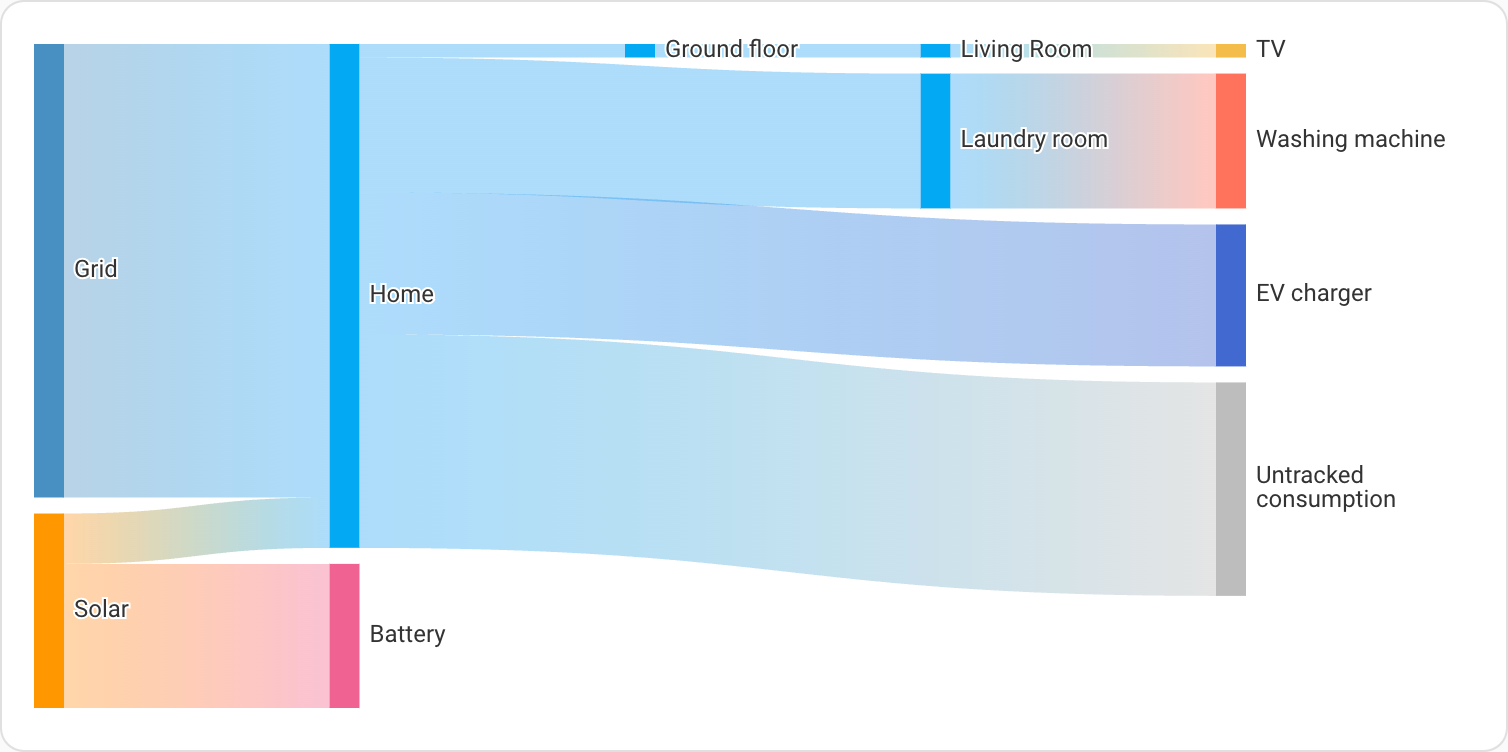 Ground floor
Living Room
TV
Laundry room
Washing machine
Grid
Home
EV charger
Untracked
consumption
Solar
Battery